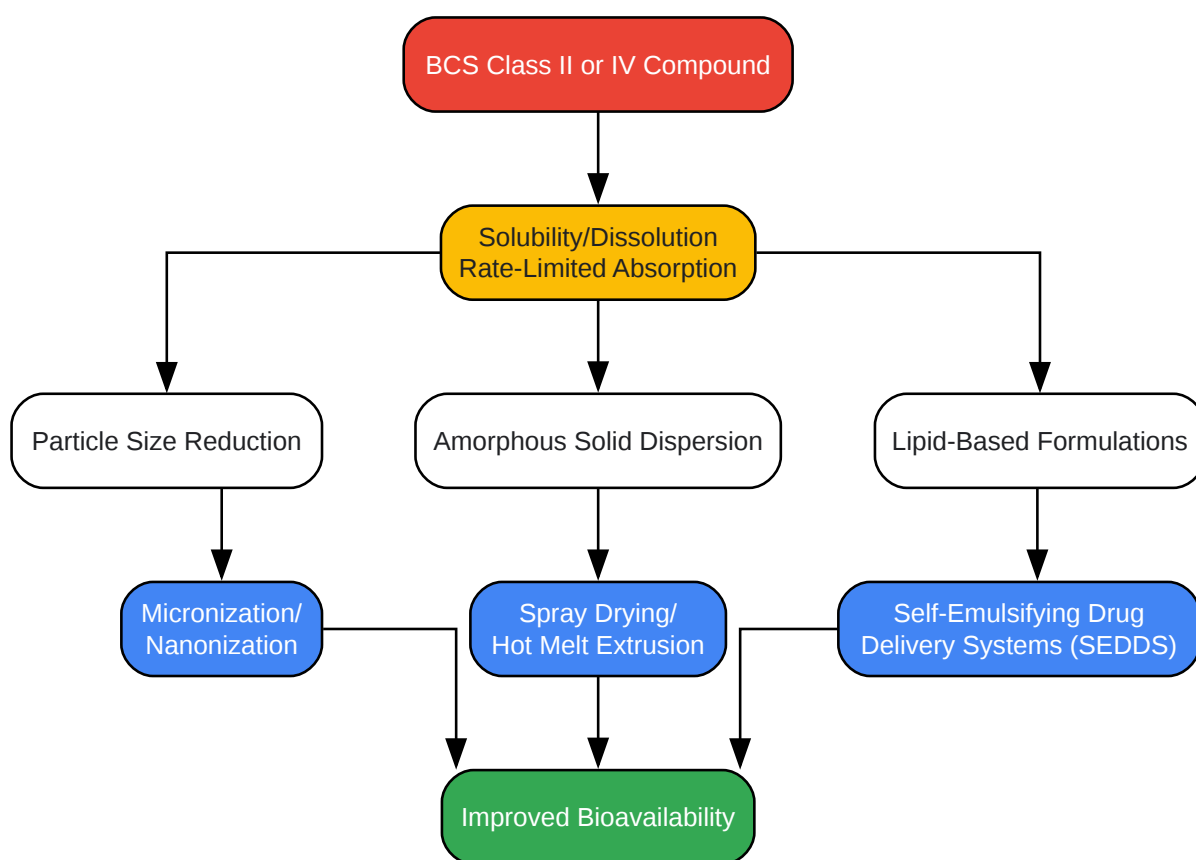 BCS Class II or IV Compound
Solubility/Dissolution
Rate-Limited Absorption
Particle Size Reduction
Amorphous Solid Dispersion
Lipid-Based Formulations
Micronization/
Nanonization
Spray Drying/
Hot Melt Extrusion
Self-Emulsifying Drug
Delivery Systems (SEDDS)
Improved Bioavailability